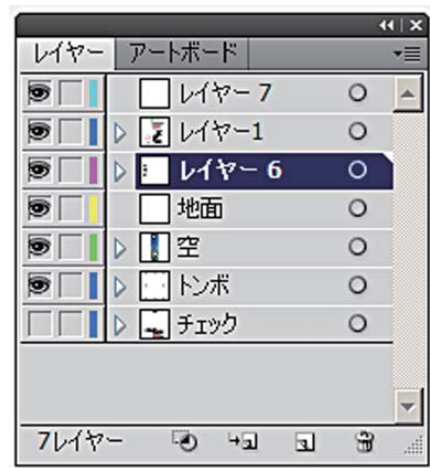 レイヤー アートボード
レイヤー 7
レイヤー1
レイヤー 6
地面
空
トンボ
チェック
7レイヤー